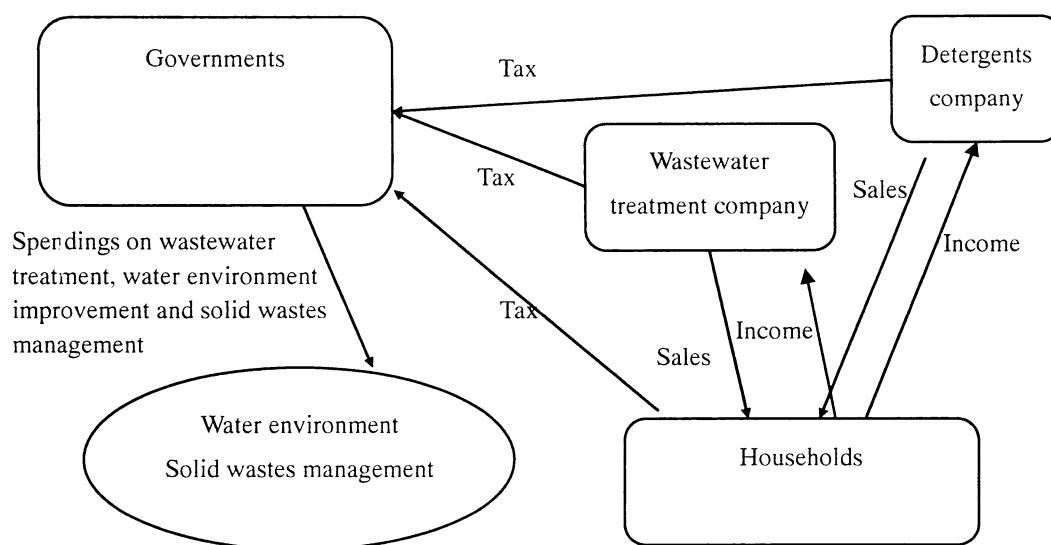 Governments
Tax
Detergents
company
Wastewater
treatment company
Tax
Sales
Income
Spendings on wastewater
treatment, water environment
improvement and solid wastes
management
Tax
Income
Sales
Water environment
Solid wastes management
Households